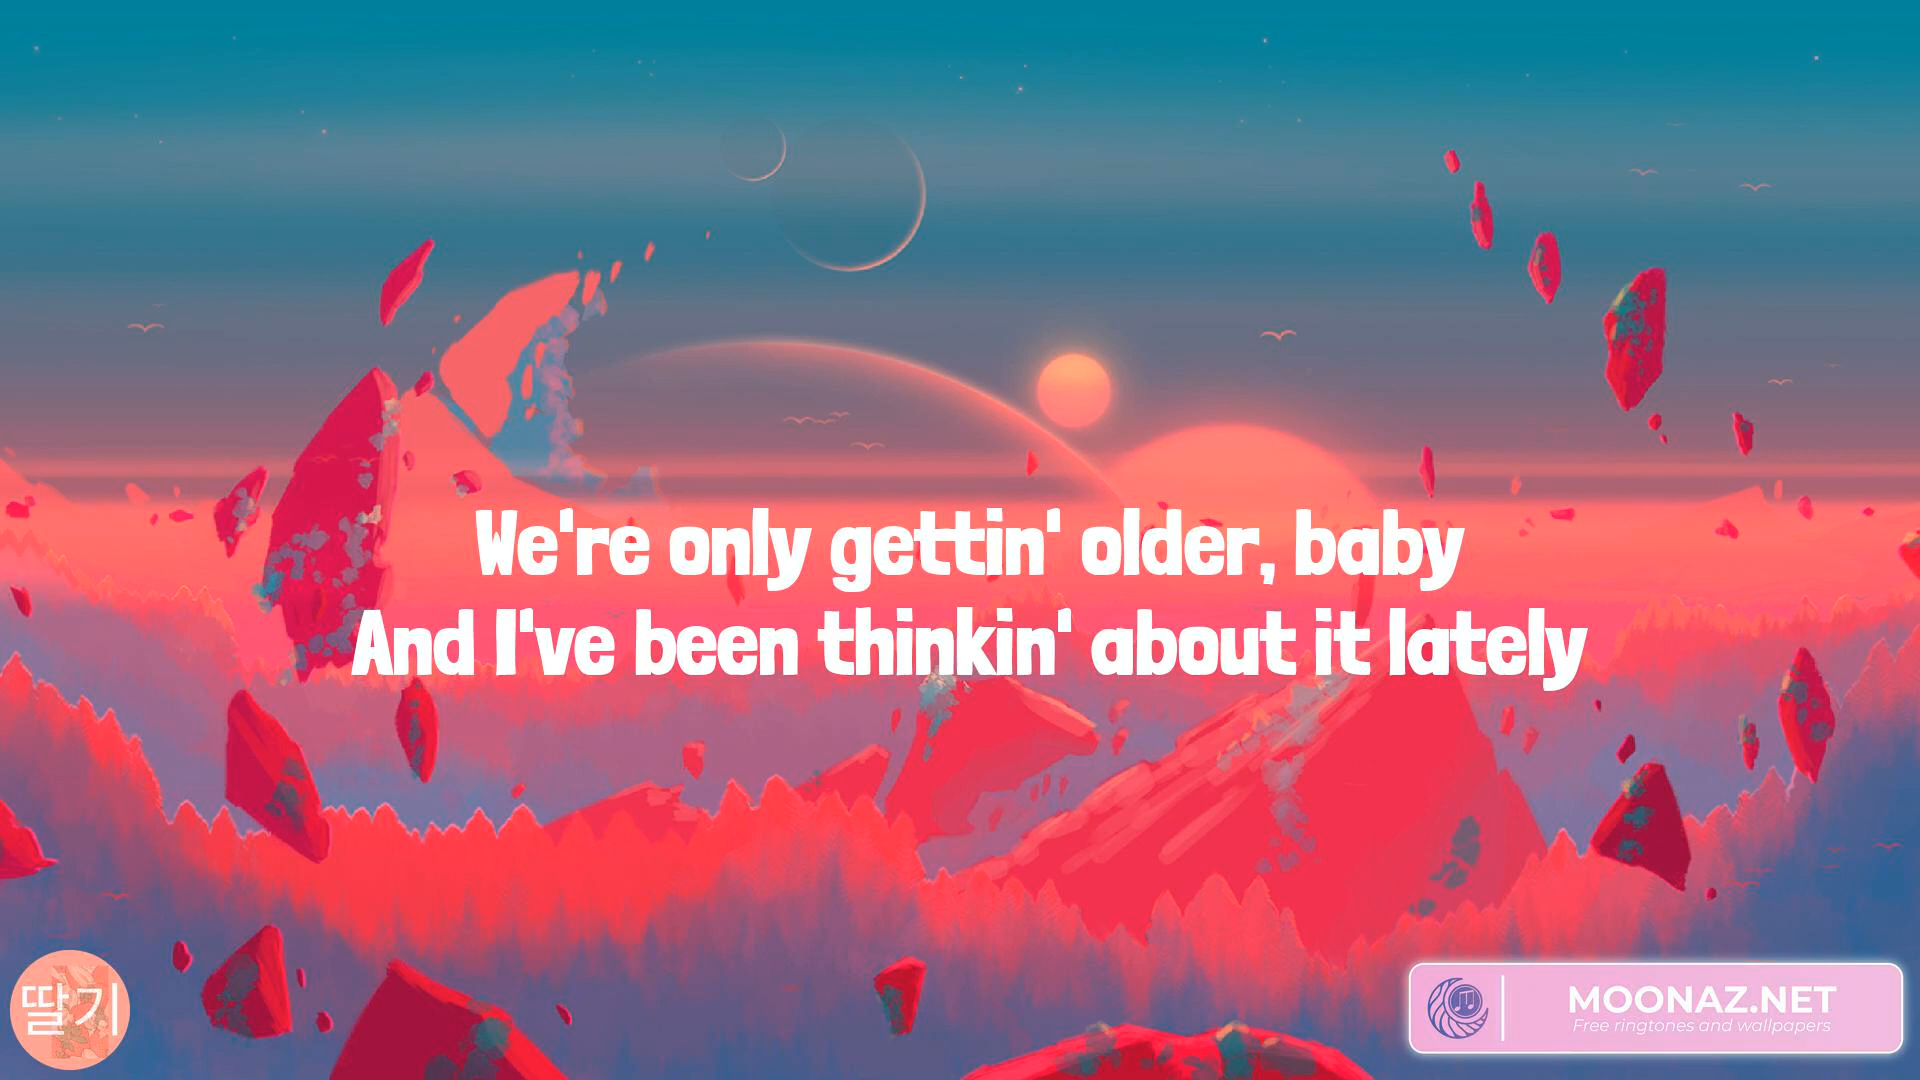 We're only gettin' older, baby
And I've been thinkin' about it lately
딸기
MOONAZ.NET
Free ringtones and wallpapers